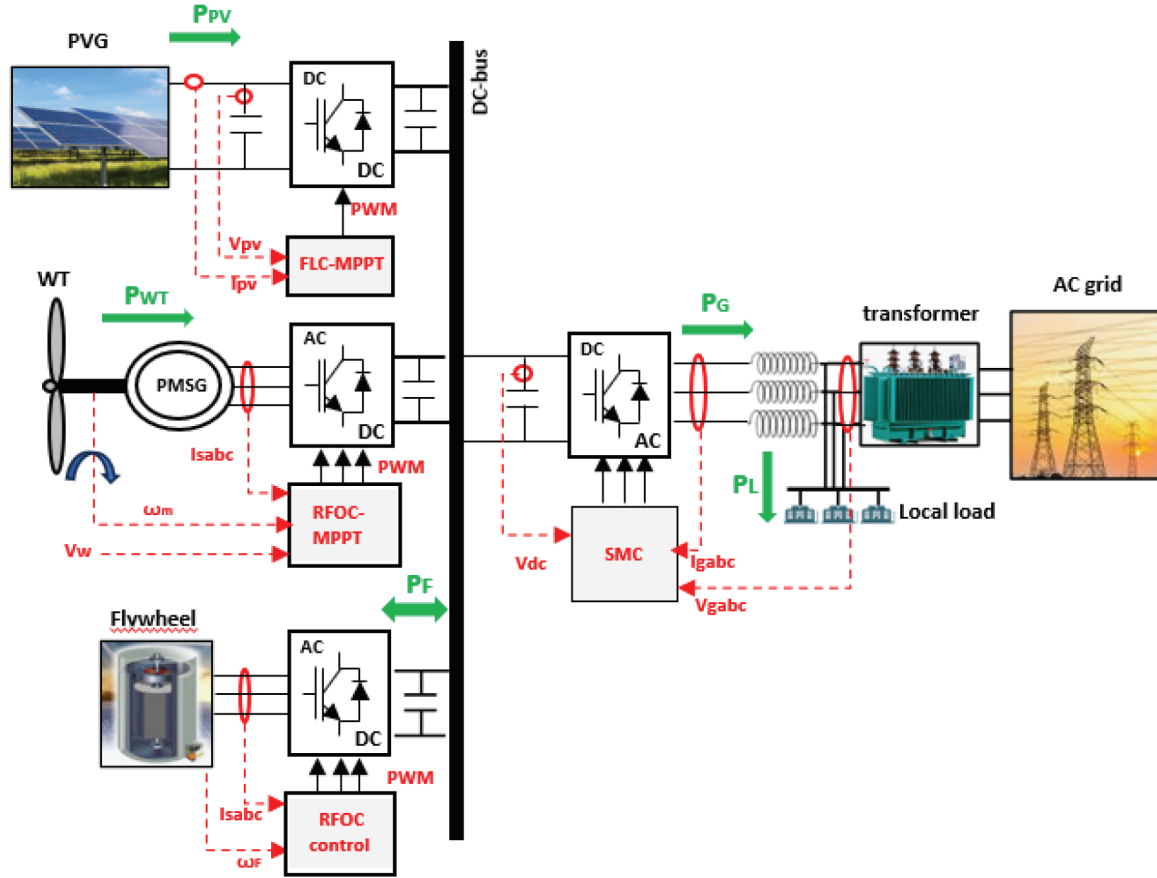 PPV
PVG
DC
DC
PWM
Vpv
Ipv
FLC-MPPT
DC-bus
WT
PWT
PMSG
AC
DC
Isabc
PWM
ωm
Vw
RFOC-
MPPT
PF
Flywheel
AC
DC
PWM
Isabc
ωF
RFOC
control
DC
AC
Vdc
SMC
PG
Igabc
Vgabc
PL
transformer
Local load
AC grid